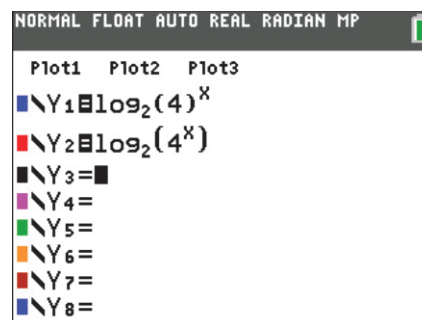 NORMAL FLOAT AUTO REAL RADIAN MP
Plot1 Plot2 Plot3
\Y₁=log₂(4)ˣ
\Y₂=log₂(4ˣ)
\Y₃=
\Y₄=
\Y₅=
\Y₆=
\Y₇=
\Y₈=